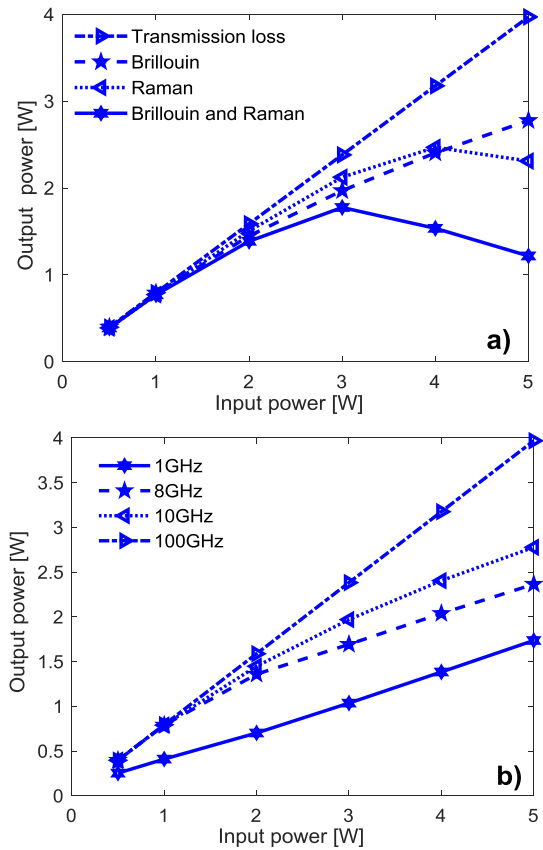 4
3
2
1
0
Output power [W]
Transmission loss
Brillouin
Raman
Brillouin and Raman
a)
0 1 2 3 4 5
Input power [W]
4
3.5
3
2.5
2
1.5
1
0.5
0
Output power [W]
1GHz
8GHz
10GHz
100GHz
b)
0 1 2 3 4 5
Input power [W]